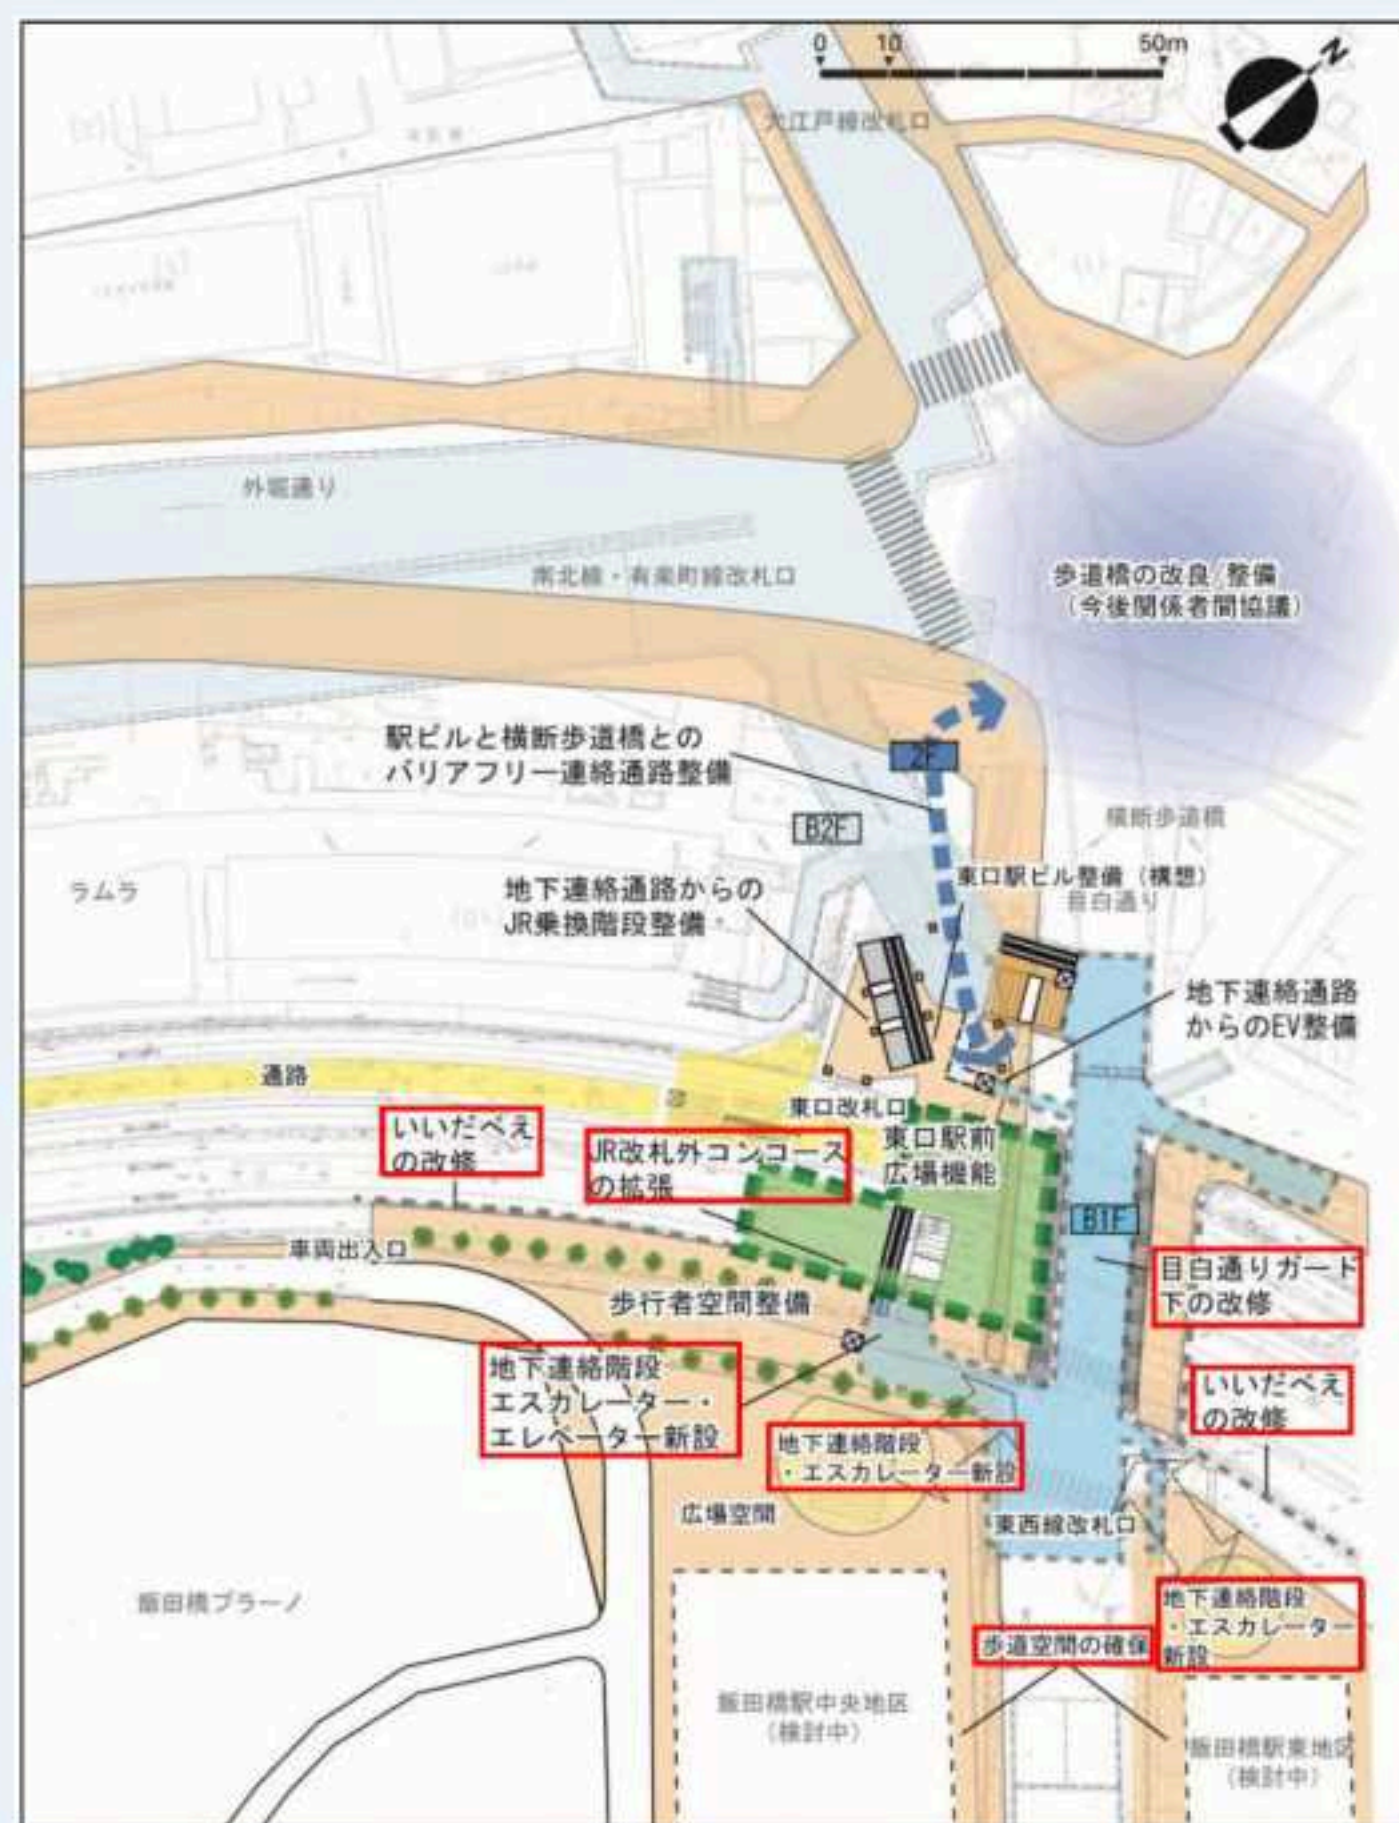 0 10 50m
N
大江戸線改札口
外堀通り
南北線・有楽町線改札口
歩道橋の改良/整備
（今後関係者間協議）
駅ビルと横断歩道橋との
バリアフリー連絡通路整備
2F
B2F
横断歩道橋
ラムラ
地下連絡通路からの
JR乗換階段整備
東口駅ビル整備（構想）
目白通り
地下連絡通路
からのEV整備
通路
東口改札口
いいだべえ
の改修
JR改札外コンコース
の拡張
東口駅前
広場機能
B1F
車両出入口
目白通りガード
下の改修
歩行者空間整備
地下連絡階段
エスカレーター・
エレベーター新設
いいだべえ
の改修
地下連絡階段
・エスカレーター新設
広場空間
東西線改札口
飯田橋プラーノ
地下連絡階段
・エスカレーター
新設
歩道空間の確保
飯田橋駅中央地区
（検討中）
飯田橋駅東地区
（検討中）